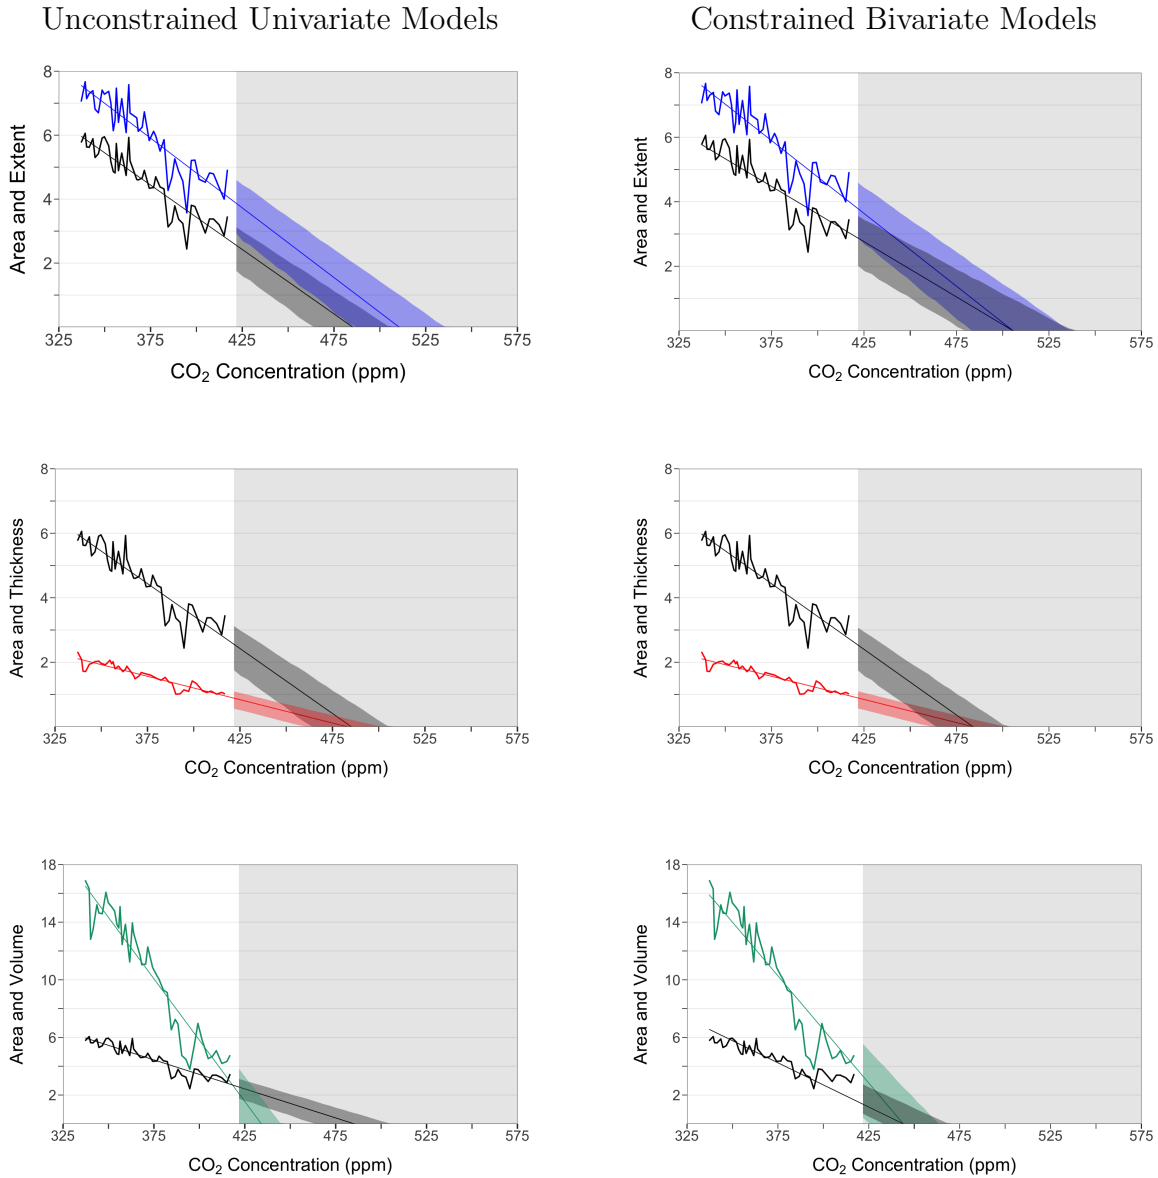 Unconstrained Univariate Models
Constrained Bivariate Models
8
6
4
2
Area and Extent
325 375 425 475 525 575
CO₂ Concentration (ppm)
8
6
4
2
Area and Extent
325 375 425 475 525 575
CO₂ Concentration (ppm)
8
6
4
2
Area and Thickness
325 375 425 475 525 575
CO₂ Concentration (ppm)
8
6
4
2
Area and Thickness
325 375 425 475 525 575
CO₂ Concentration (ppm)
18
14
10
6
2
Area and Volume
325 375 425 475 525 575
CO₂ Concentration (ppm)
18
14
10
6
2
Area and Volume
325 375 425 475 525 575
CO₂ Concentration (ppm)